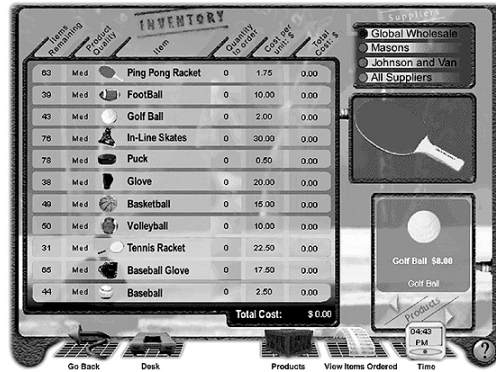 INVENTORY
Items Remaining
Product Quality
Item
Quantity to order
Cost per unit: $
Total Cost: $
63 Med Ping Pong Racket 0 1.75 0.00
39 Med FootBall 0 10.00 0.00
43 Med Golf Ball 0 2.00 0.00
76 Med In-Line Skates 0 30.00 0.00
78 Med Puck 0 0.50 0.00
38 Med Glove 0 20.00 0.00
49 Med Basketball 0 15.00 0.00
50 Med Volleyball 0 10.00 0.00
31 Med Tennis Racket 0 22.50 0.00
65 Med Baseball Glove 0 17.50 0.00
44 Med Baseball 0 2.50 0.00
Total Cost: $ 0.00
Suppliers
Global Wholesale
Masons
Johnson and Van
All Suppliers
Golf Ball $8.00
Golf Ball
Products
04:43
PM
Go Back
Desk
Products
View Items Ordered
Time
?